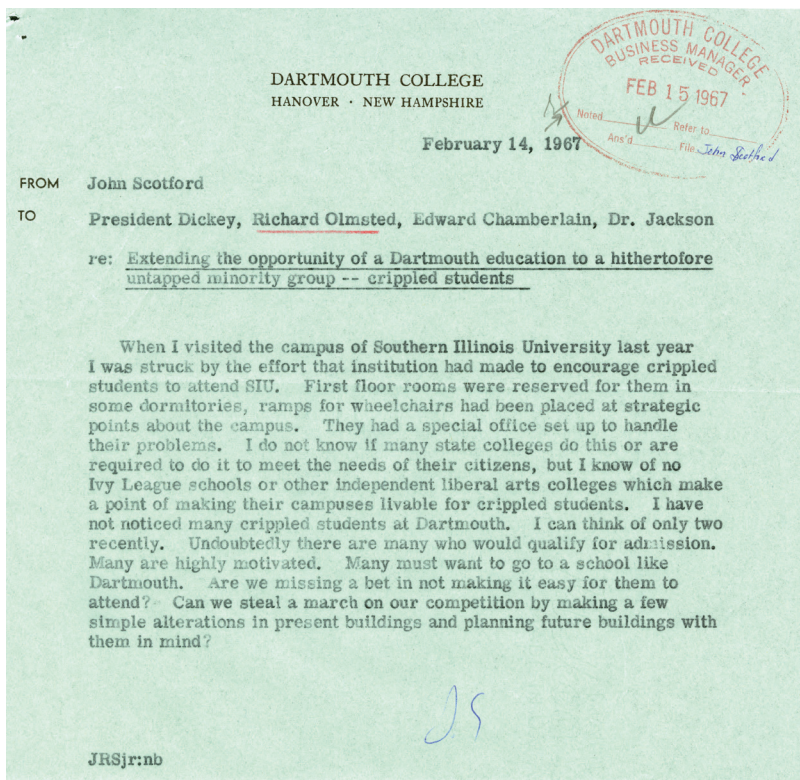 DARTMOUTH COLLEGE
BUSINESS MANAGER
RECEIVED
FEB 15 1967
Noted
Refer to
Ans'd
File John Scotford
DARTMOUTH COLLEGE
HANOVER · NEW HAMPSHIRE
February 14, 1967
FROM John Scotford
TO President Dickey, Richard Olmsted, Edward Chamberlain, Dr. Jackson
re: Extending the opportunity of a Dartmouth education to a hithertofore
untapped minority group -- crippled students
When I visited the campus of Southern Illinois University last year
I was struck by the effort that institution had made to encourage crippled
students to attend SIU. First floor rooms were reserved for them in
some dormitories, ramps for wheelchairs had been placed at strategic
points about the campus. They had a special office set up to handle
their problems. I do not know if many state colleges do this or are
required to do it to meet the needs of their citizens, but I know of no
Ivy League schools or other independent liberal arts colleges which make
a point of making their campuses livable for crippled students. I have
not noticed many crippled students at Dartmouth. I can think of only two
recently. Undoubtedly there are many who would qualify for admission.
Many are highly motivated. Many must want to go to a school like
Dartmouth. Are we missing a bet in not making it easy for them to
attend? Can we steal a march on our competition by making a few
simple alterations in present buildings and planning future buildings with
them in mind?
JS
JRSjr:nb